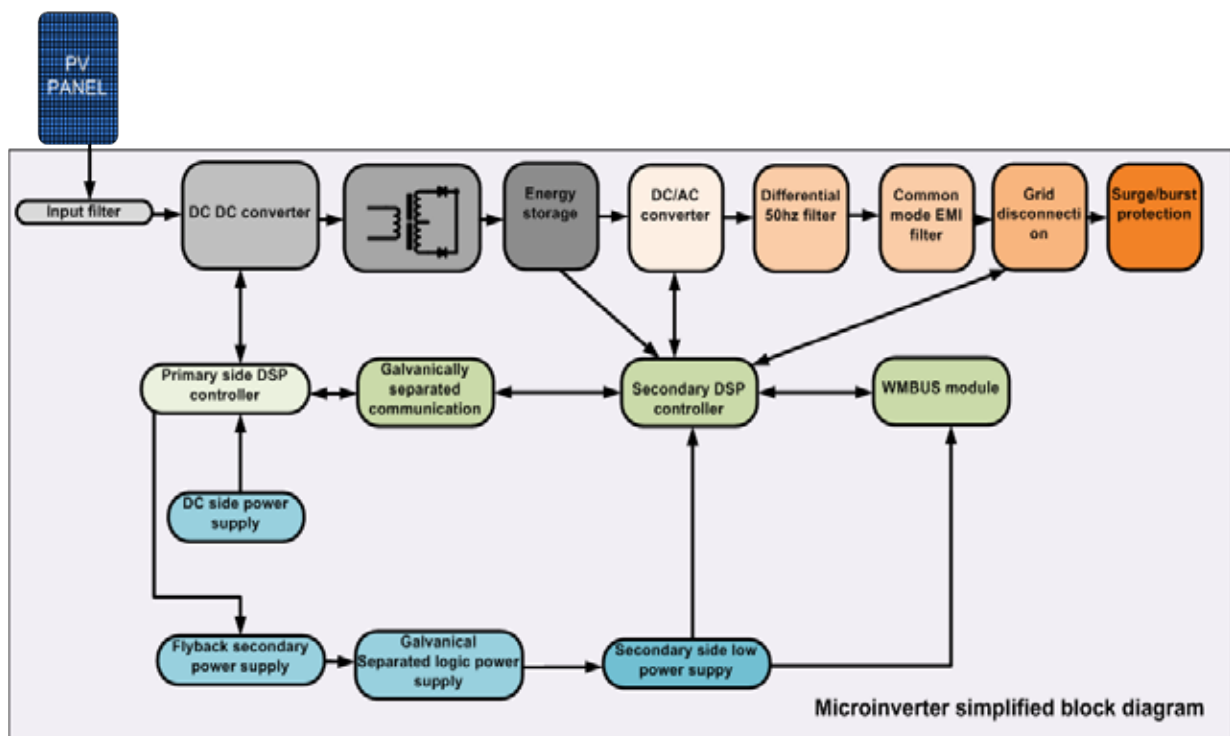 PV
PANEL
Input filter
DC DC converter
Energy
storage
DC/AC
converter
Differential
50hz filter
Common
mode EMI
filter
Grid
disconnecti
on
Surge/burst
protection
Primary side DSP
controller
Galvanically
separated
communication
Secondary DSP
controller
WMBUS module
DC side power
supply
Flyback secondary
power supply
Galvanical
Separated logic power
supply
Secondary side low
power suppy
Microinverter simplified block diagram